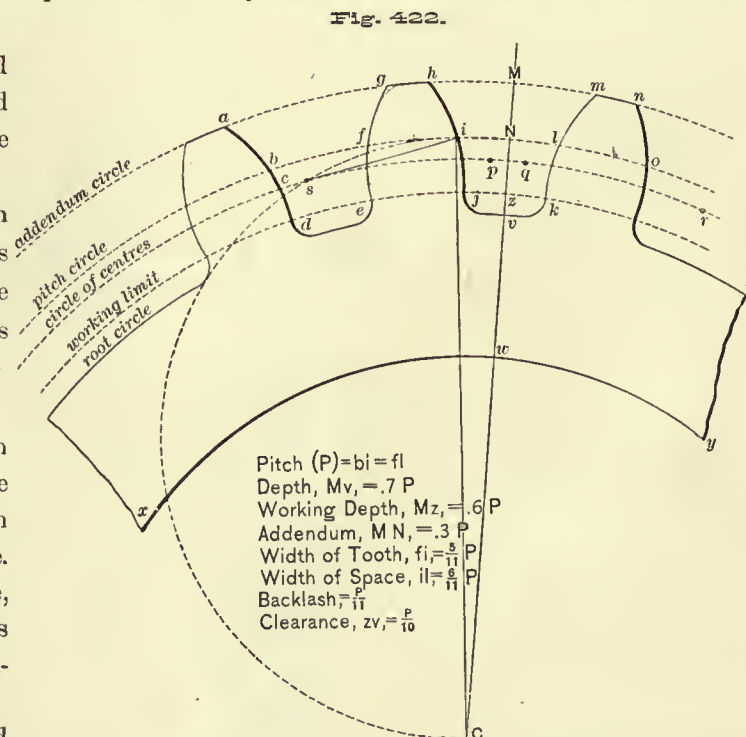 Fig. 422.
M
g h m n
a
addendum circle
f i N l
b o
c s p q
j z k r
d e v
pitch circle
circle of centres
working limit
root circle
w
x y
Pitch (P)=bi=fl
Depth, Mv,=.7 P
Working Depth, Mz,=.6 P
Addendum, MN,=.3 P
Width of Tooth, fi,=5/11 P
Width of Space, il,=6/11 P
Backlash,=P/11
Clearance, zv,=P/10
C